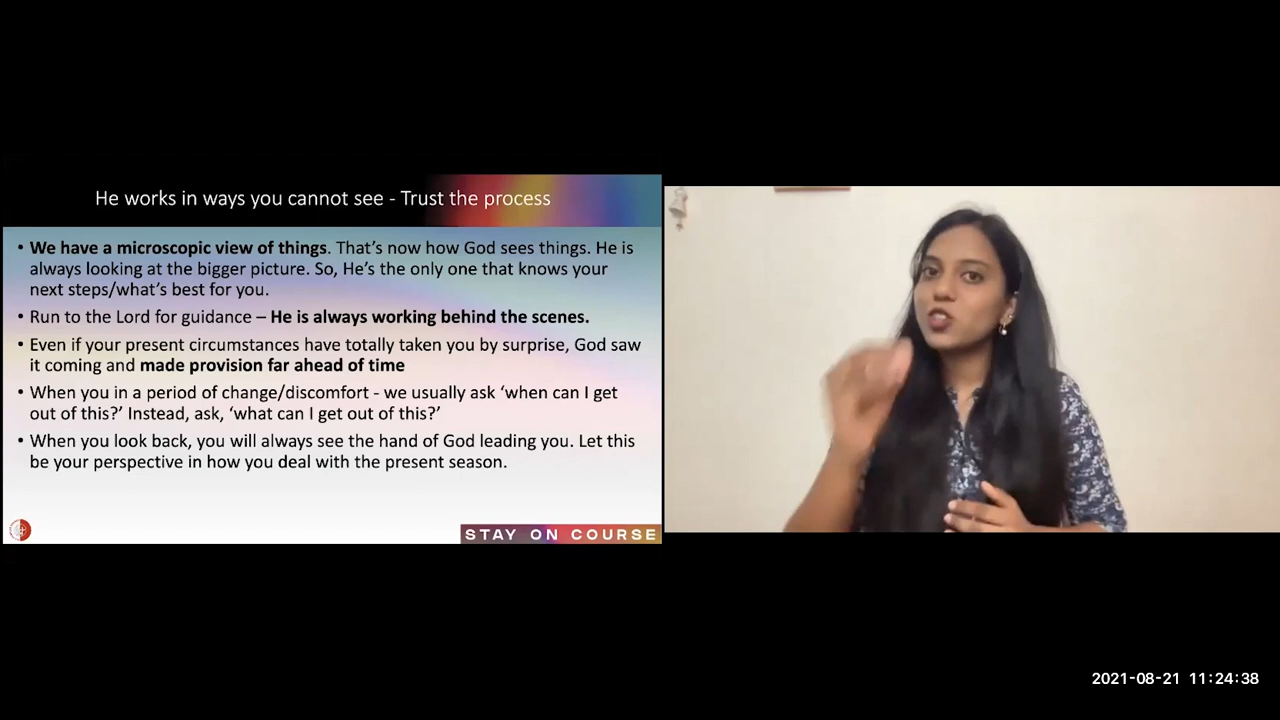 He works in ways you cannot see - Trust the process
• We have a microscopic view of things. That’s now how God sees things. He is
always looking at the bigger picture. So, He’s the only one that knows your
next steps/what’s best for you.
• Run to the Lord for guidance – He is always working behind the scenes.
• Even if your present circumstances have totally taken you by surprise, God saw
it coming and made provision far ahead of time
• When you in a period of change/discomfort - we usually ask ‘when can I get
out of this?’ Instead, ask, ‘what can I get out of this?’
• When you look back, you will always see the hand of God leading you. Let this
be your perspective in how you deal with the present season.
STAY ON COURSE
2021-08-21 11:24:38